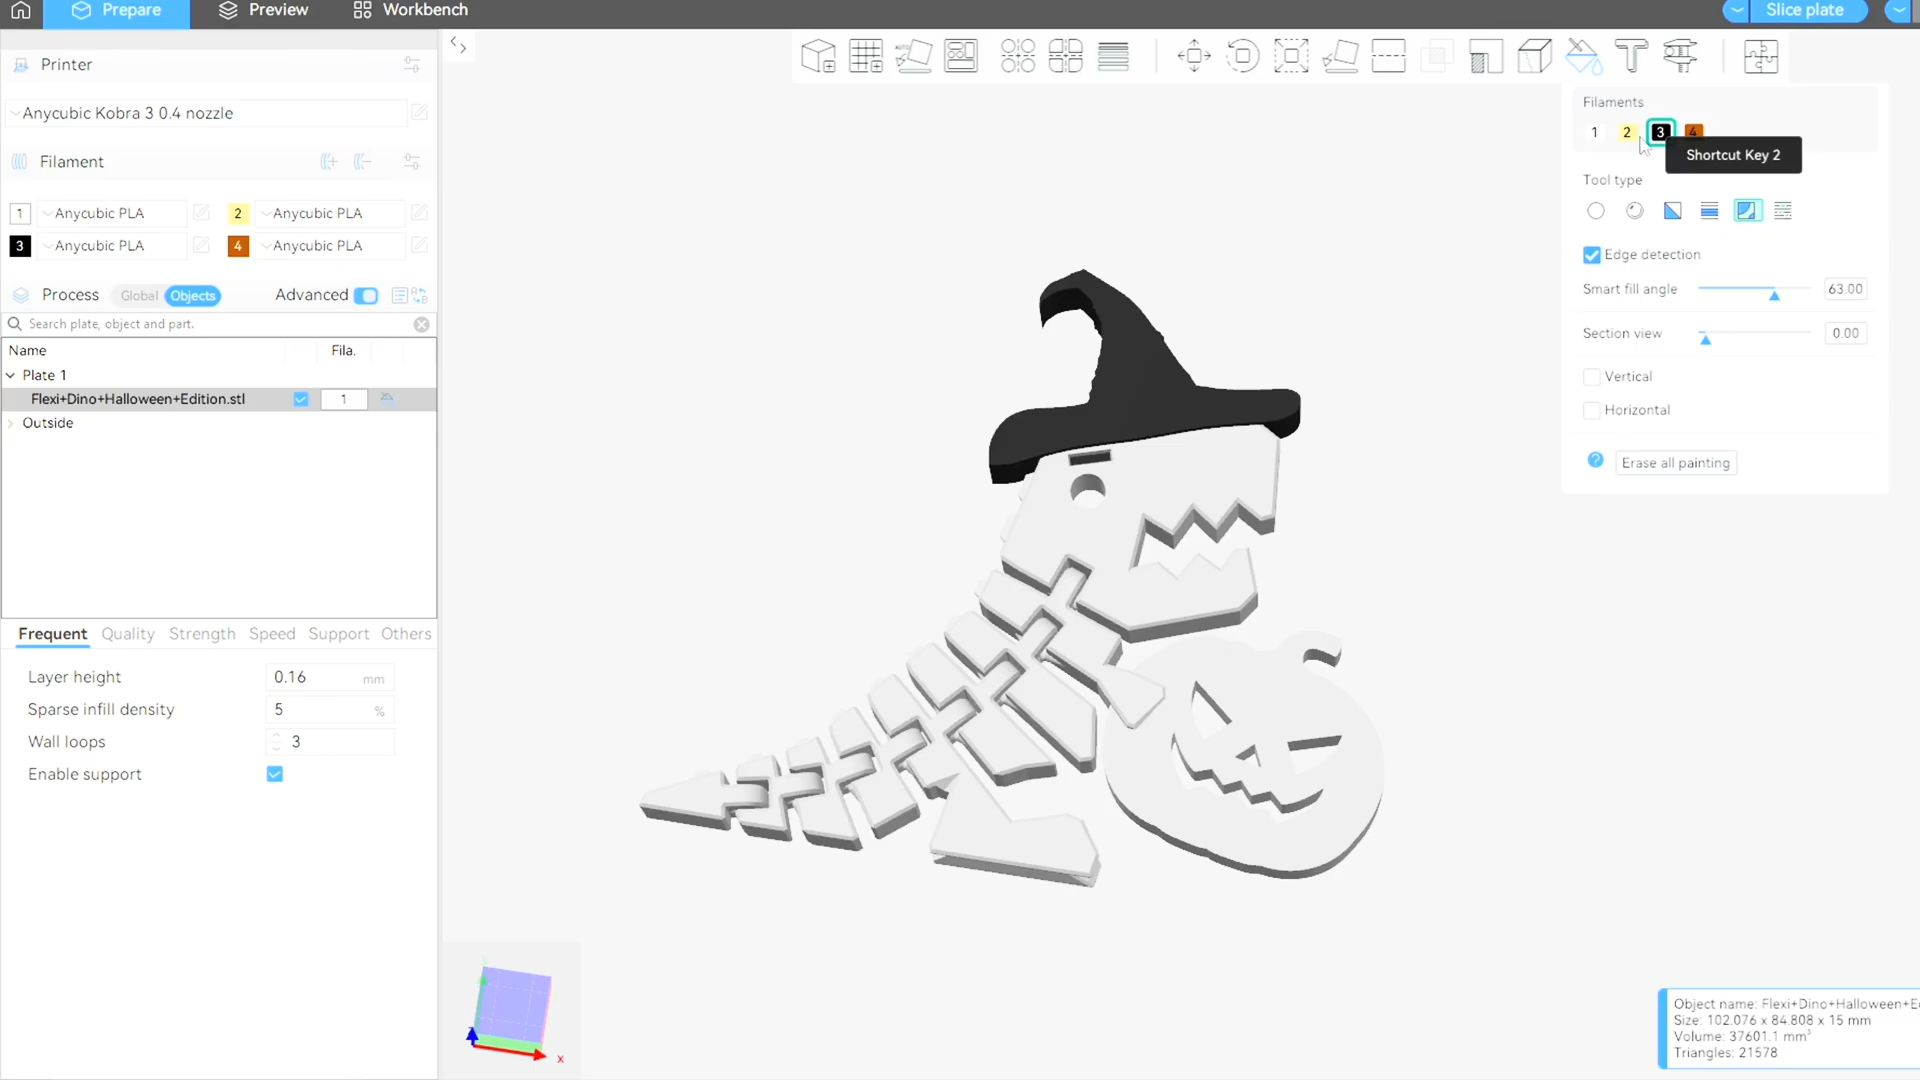 Prepare
Preview
Workbench
Slice plate
Printer
Anycubic Kobra 3 0.4 nozzle
Filament
1 Anycubic PLA 2 Anycubic PLA
3 Anycubic PLA 4 Anycubic PLA
Process Global Objects Advanced
Search plate, object and part.
Name Fila.
Plate 1
Flexi+Dino+Halloween+Edition.stl 1
Outside
Frequent Quality Strength Speed Support Others
Layer height 0.16 mm
Sparse infill density 5 %
Wall loops 3
Enable support
AUTO
Filaments
1 2 3 4
Shortcut Key 2
Tool type
Edge detection
Smart fill angle 63.00
Section view 0.00
Vertical
Horizontal
? Erase all painting
x
Object name: Flexi+Dino+Halloween+E
Size: 102.076 x 84.808 x 15 mm
Volume: 37601.1 mm³
Triangles: 21578